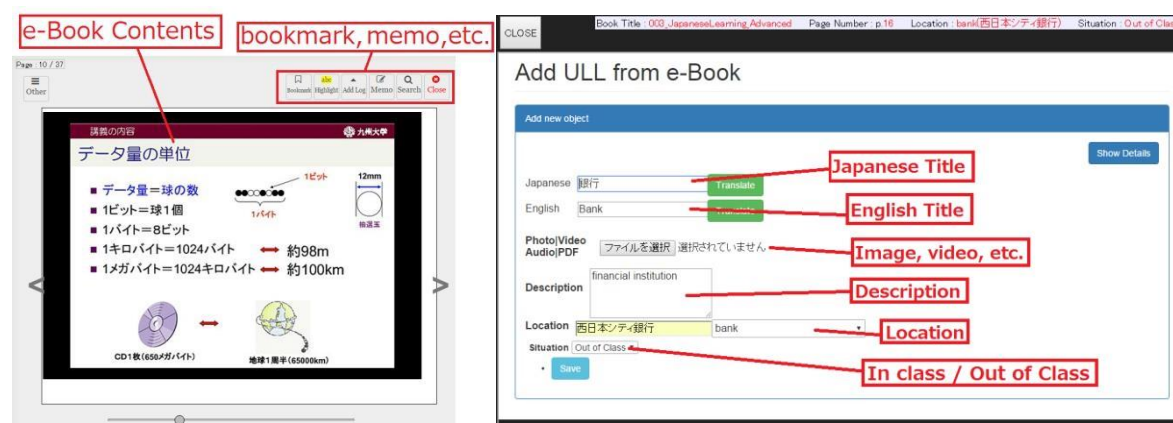 e-Book Contents
bookmark, memo,etc.
Page : 10 / 37
Other
Bookmark Highlight Add Log Memo Search Close
abc
講義の内容
九州大学
データ量の単位
データ量=球の数
1ビット=球1個
1バイト=8ビット
1キロバイト=1024バイト
約98m
1メガバイト=1024キロバイト
約100km
1ビット
1バイト
12mm
抽選玉
CD1枚(650メガバイト)
地球1周半(65000km)
<
>
CLOSE
Book Title : 003_JapaneseLearning_Advanced Page Number : p.16 Location : bank(西日本シティ銀行) Situation : Out of Clas
Add ULL from e-Book
Add new object
Show Details
Japanese 銀行 Translate
Japanese Title
English Bank Translate
English Title
Photo|Video
Audio|PDF
ファイルを選択 選択されていません
Image, video, etc.
Description financial institution
Description
Location 西日本シティ銀行 bank
Location
Situation Out of Class
In class / Out of Class
Save